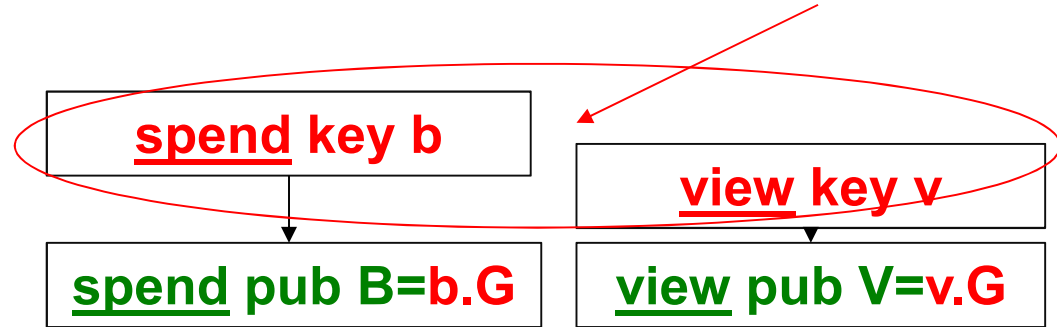 spend key b
view key v
spend pub B=b.G
view pub V=v.G